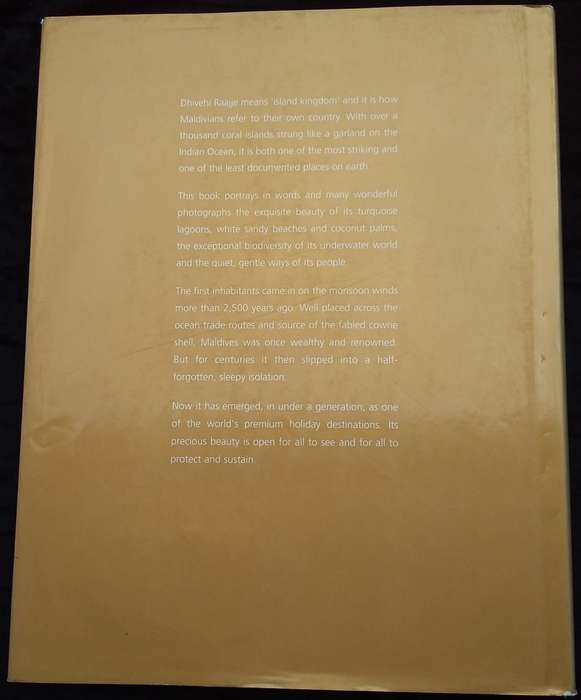 Dhivehi Raajje means 'island kingdom' and it is how
Maldivians refer to their own country. With over a
thousand coral islands strung like a garland on the
Indian Ocean, it is both one of the most striking and
one of the least documented places on earth.
This book portrays in words and many wonderful
photographs the exquisite beauty of its turquoise
lagoons, white sandy beaches and coconut palms,
the exceptional biodiversity of its underwater world
and the quiet, gentle ways of its people.
The first inhabitants came in on the monsoon winds
more than 2,500 years ago. Well placed across the
ocean trade routes and source of the fabled cowrie
shell, Maldives was once wealthy and renowned.
But for centuries it then slipped into a half-
forgotten, sleepy isolation.
Now it has emerged, in under a generation, as one
of the world's premium holiday destinations. Its
precious beauty is open for all to see and for all to
protect and sustain.